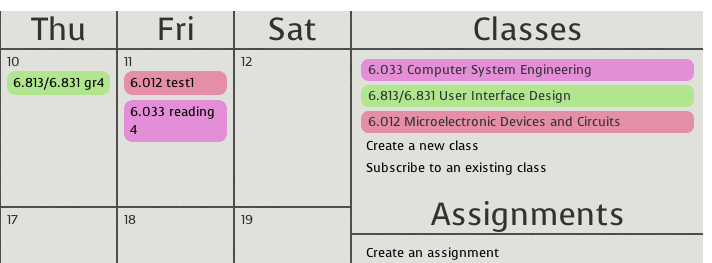 Thu Fri Sat
10 11 12
6.813/6.831 gr4
6.012 test1
6.033 reading
4
17 18 19
Classes
6.033 Computer System Engineering
6.813/6.831 User Interface Design
6.012 Microelectronic Devices and Circuits
Create a new class
Subscribe to an existing class
Assignments
Create an assignment